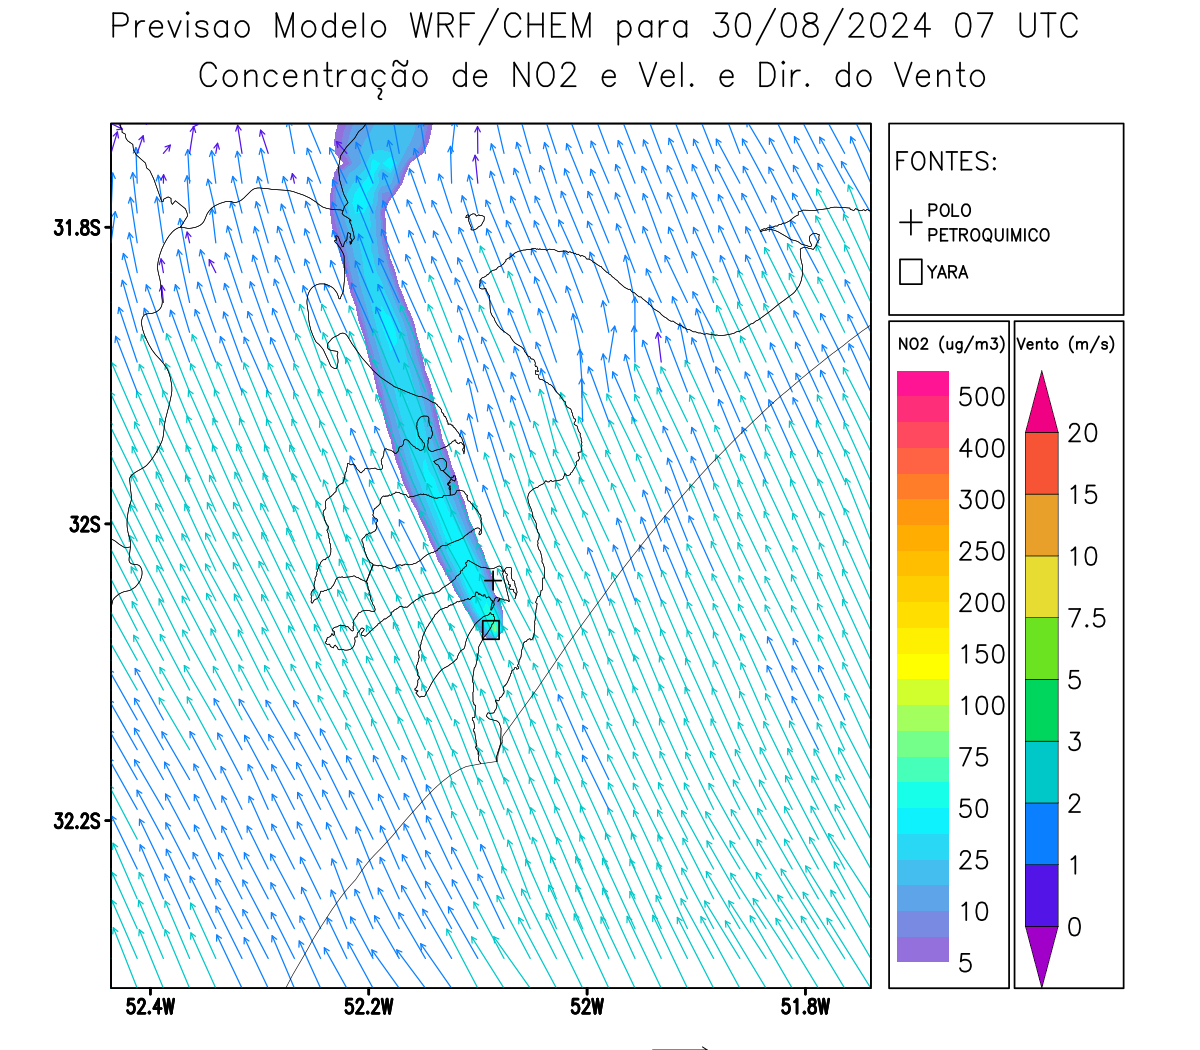 Previsao Modelo WRF/CHEM para 30/08/2024 07 UTC
Concentração de NO2 e Vel. e Dir. do Vento
FONTES:
POLO
PETROQUIMICO
YARA
NO2 (ug/m3)
500
400
300
250
200
150
100
75
50
25
10
5
Vento (m/s)
20
15
10
7.5
5
3
2
1
0
31.8S
32S
32.2S
52.4W
52.2W
52W
51.8W